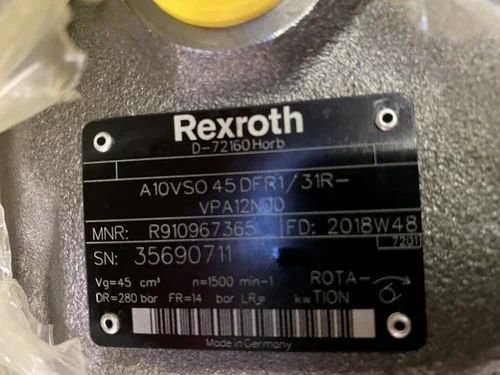 Rexroth
D-72160 Horb
A10VSO 45 DFR1/31R-
VPA12N00
MNR: R910967365 FD: 2018W48
7201
SN: 35690711
Vg=45 cm³ n=1500 min-1 ROTA-
DR=280 bar FR=14 bar LR= kw TION
Made in Germany